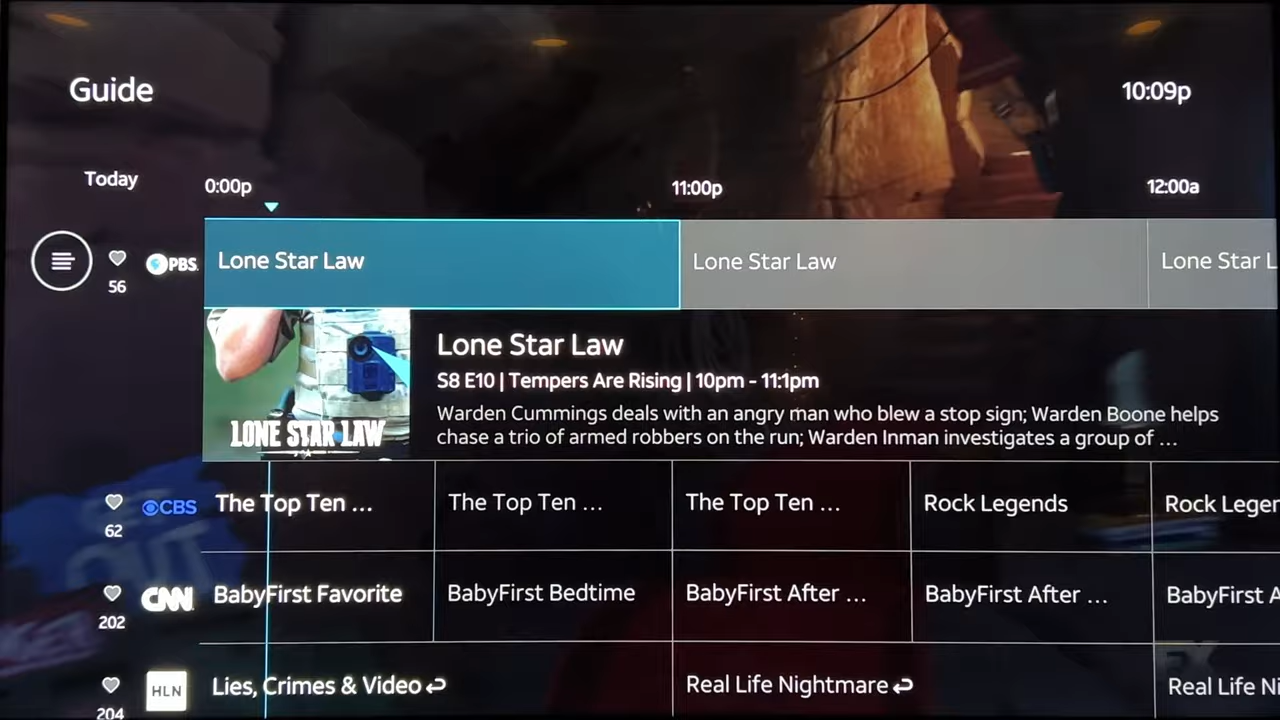 Guide
10:09p
Today
0:00p
11:00p
12:00a
56
PBS
Lone Star Law
Lone Star Law
Lone Star L
LONE STAR LAW
Lone Star Law
S8 E10 | Tempers Are Rising | 10pm - 11:1pm
Warden Cummings deals with an angry man who blew a stop sign; Warden Boone helps
chase a trio of armed robbers on the run; Warden Inman investigates a group of ...
62
CBS
The Top Ten ...
The Top Ten ...
The Top Ten ...
Rock Legends
Rock Leger
202
CNN
BabyFirst Favorite
BabyFirst Bedtime
BabyFirst After ...
BabyFirst After ...
BabyFirst A
204
HLN
Lies, Crimes & Video
Real Life Nightmare
Real Life Ni